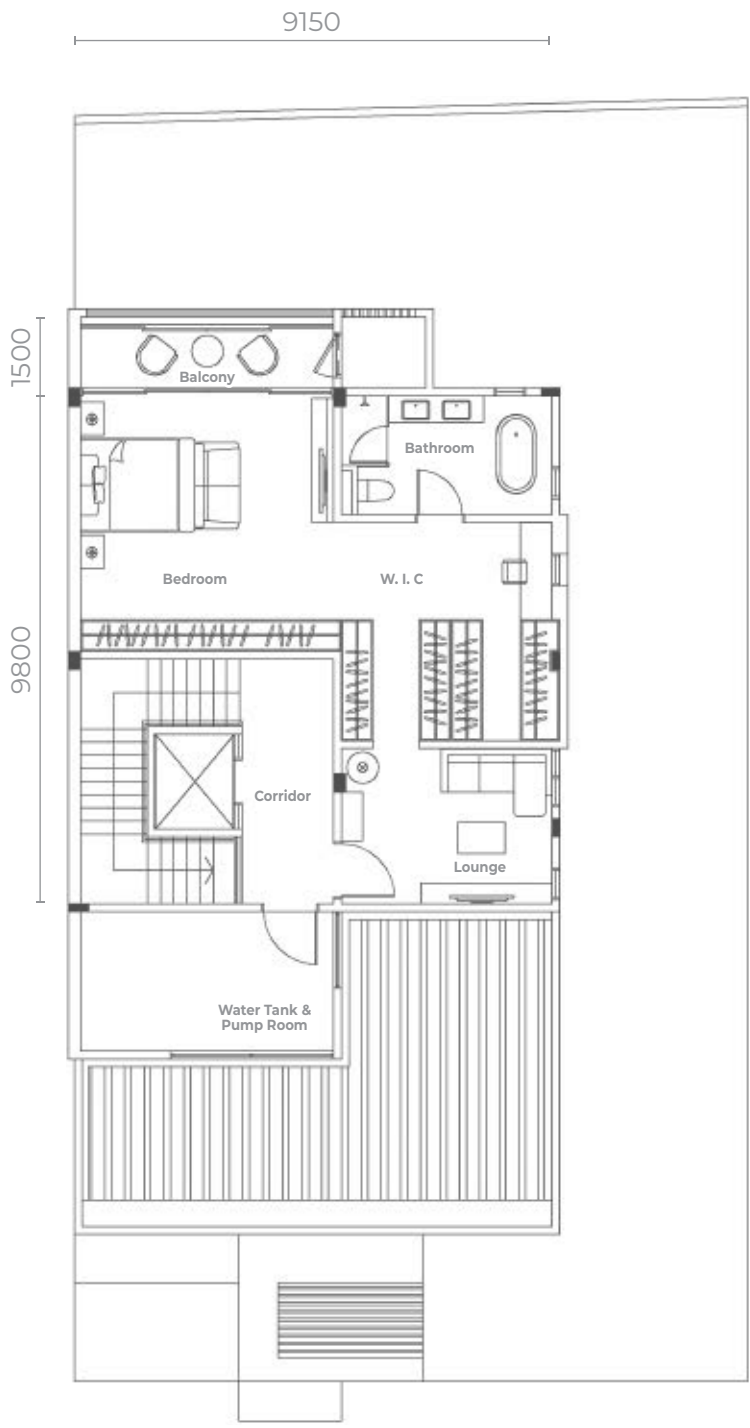 9150
1500
Balcony
Bathroom
Bedroom
W. I. C
9800
Corridor
Lounge
Water Tank &
Pump Room